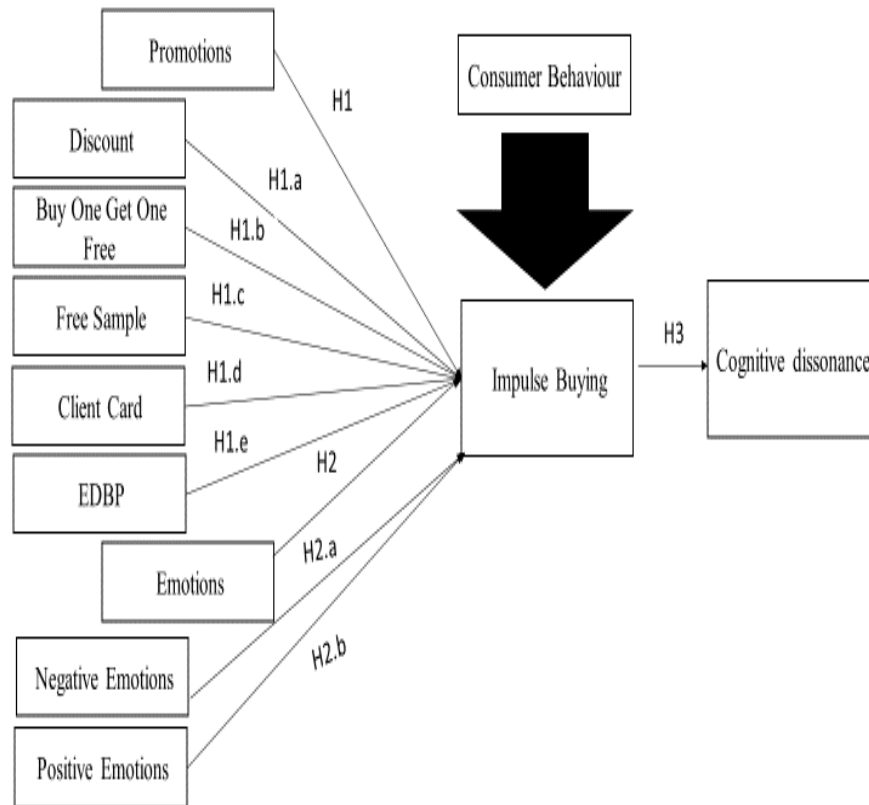 Promotions
Consumer Behaviour
H1
Discount
H1.a
Buy One Get One
Free
H1.b
Free Sample
H1.c
Impulse Buying
H3
Cognitive dissonance
Client Card
H1.d
EDBP
H1.e
H2
Emotions
H2.a
Negative Emotions
H2.b
Positive Emotions